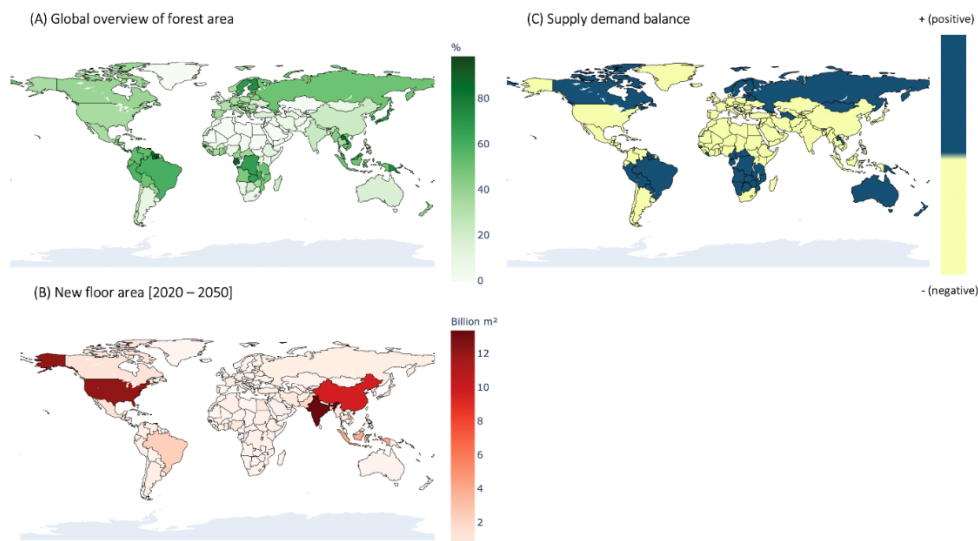 (A) Global overview of forest area
%
80
60
40
20
0
(C) Supply demand balance
+ (positive)
- (negative)
(B) New floor area [2020 – 2050]
Billion m²
12
10
8
6
4
2